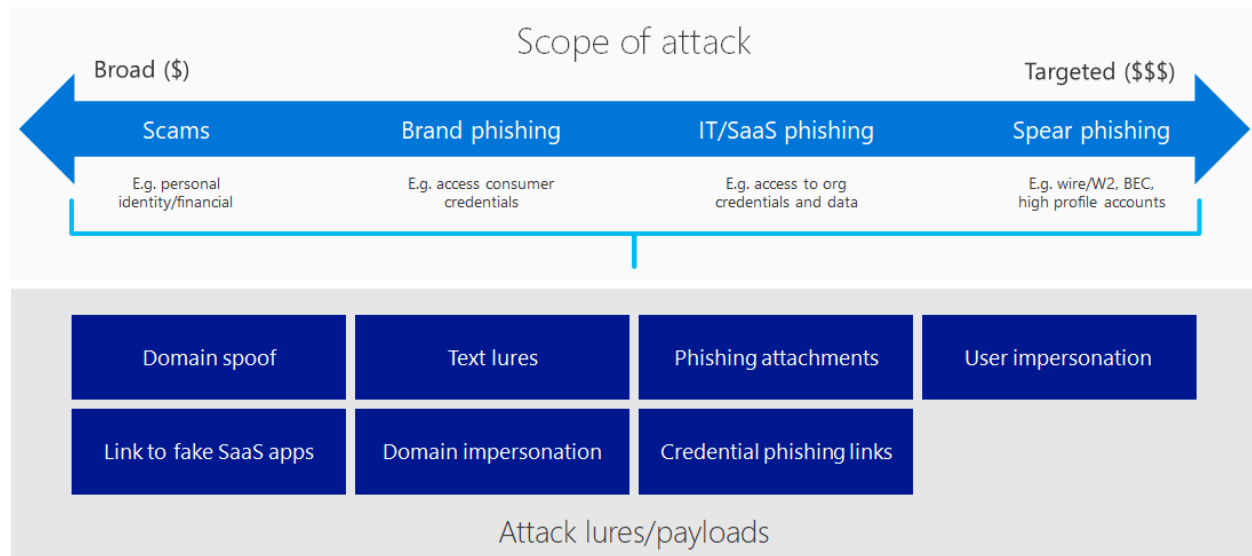 Scope of attack
Broad ($)
Targeted ($$$)
Scams
Brand phishing
IT/SaaS phishing
Spear phishing
E.g. personal
identity/financial
E.g. access consumer
credentials
E.g. access to org
credentials and data
E.g. wire/W2, BEC,
high profile accounts
Domain spoof
Text lures
Phishing attachments
User impersonation
Link to fake SaaS apps
Domain impersonation
Credential phishing links
Attack lures/payloads